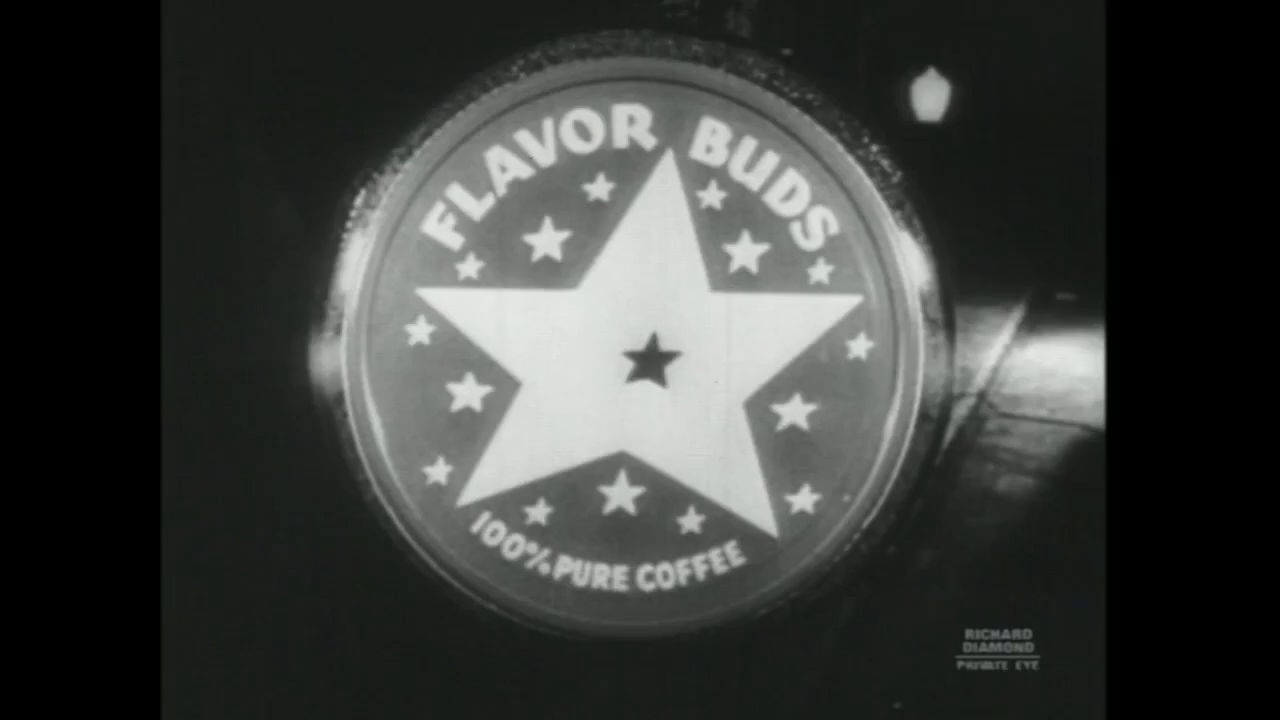 FLAVOR BUDS
100% PURE COFFEE
RICHARD
DIAMOND
PRIVATE EYE